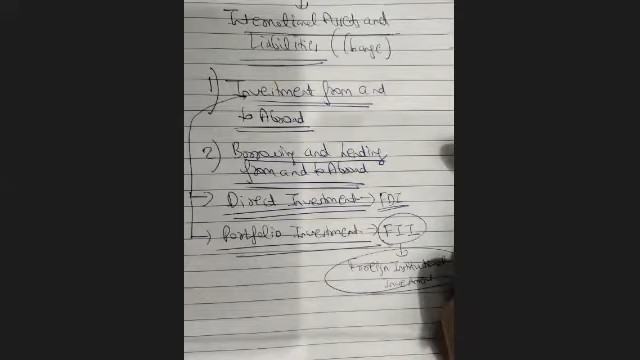 International Assets and
Liabilities (Change)
1) Investment from and
to Abroad
2) Borrowing and Lending
from and to Abroad
→ Direct Investment → FDI
→ Portfolio Investment → FII
Foreign Institutional
Investment